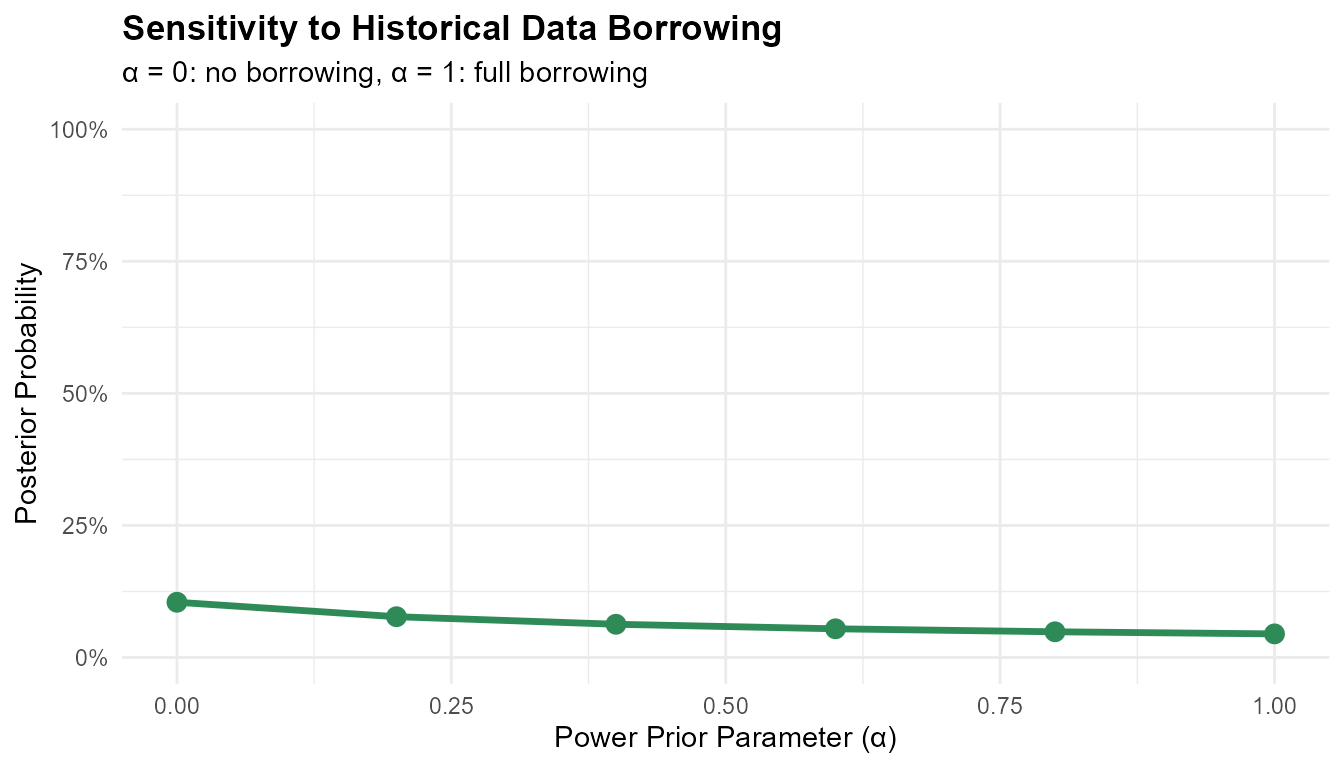 Sensitivity to Historical Data Borrowing
α = 0: no borrowing, α = 1: full borrowing
Posterior Probability
100%
75%
50%
25%
0%
0.00 0.25 0.50 0.75 1.00
Power Prior Parameter (α)